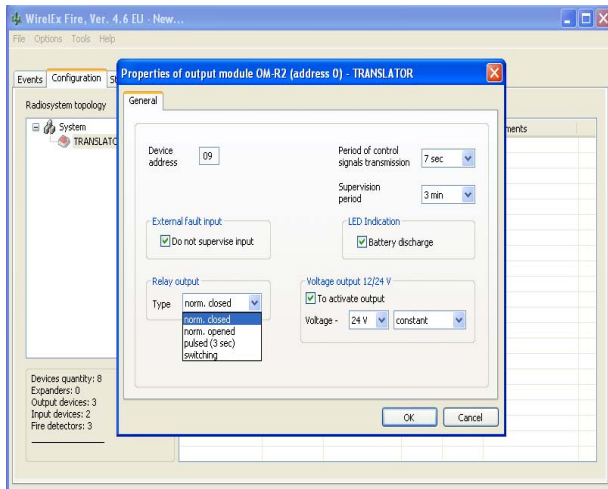 WirelEx Fire, Ver. 4.6 EU - New...
File Options Tools Help
Events Configuration
Radiosystem topology
System
Properties of output module OM-R2 (address 0) - TRANSLATOR
General
Device address
09
Period of control signals transmission
7 sec
Supervision period
3 min
External fault input
Do not supervise input
LED Indication
Battery discharge
Relay output
Type norm. closed
norm. closed
norm. opened
pulsed (3 sec)
switching
Voltage output 12/24 V
To activate output
Voltage - 24 V constant
OK Cancel
Devices quantity: 8
Expanders: 0
Output devices: 3
Input devices: 2
Fire detectors: 3